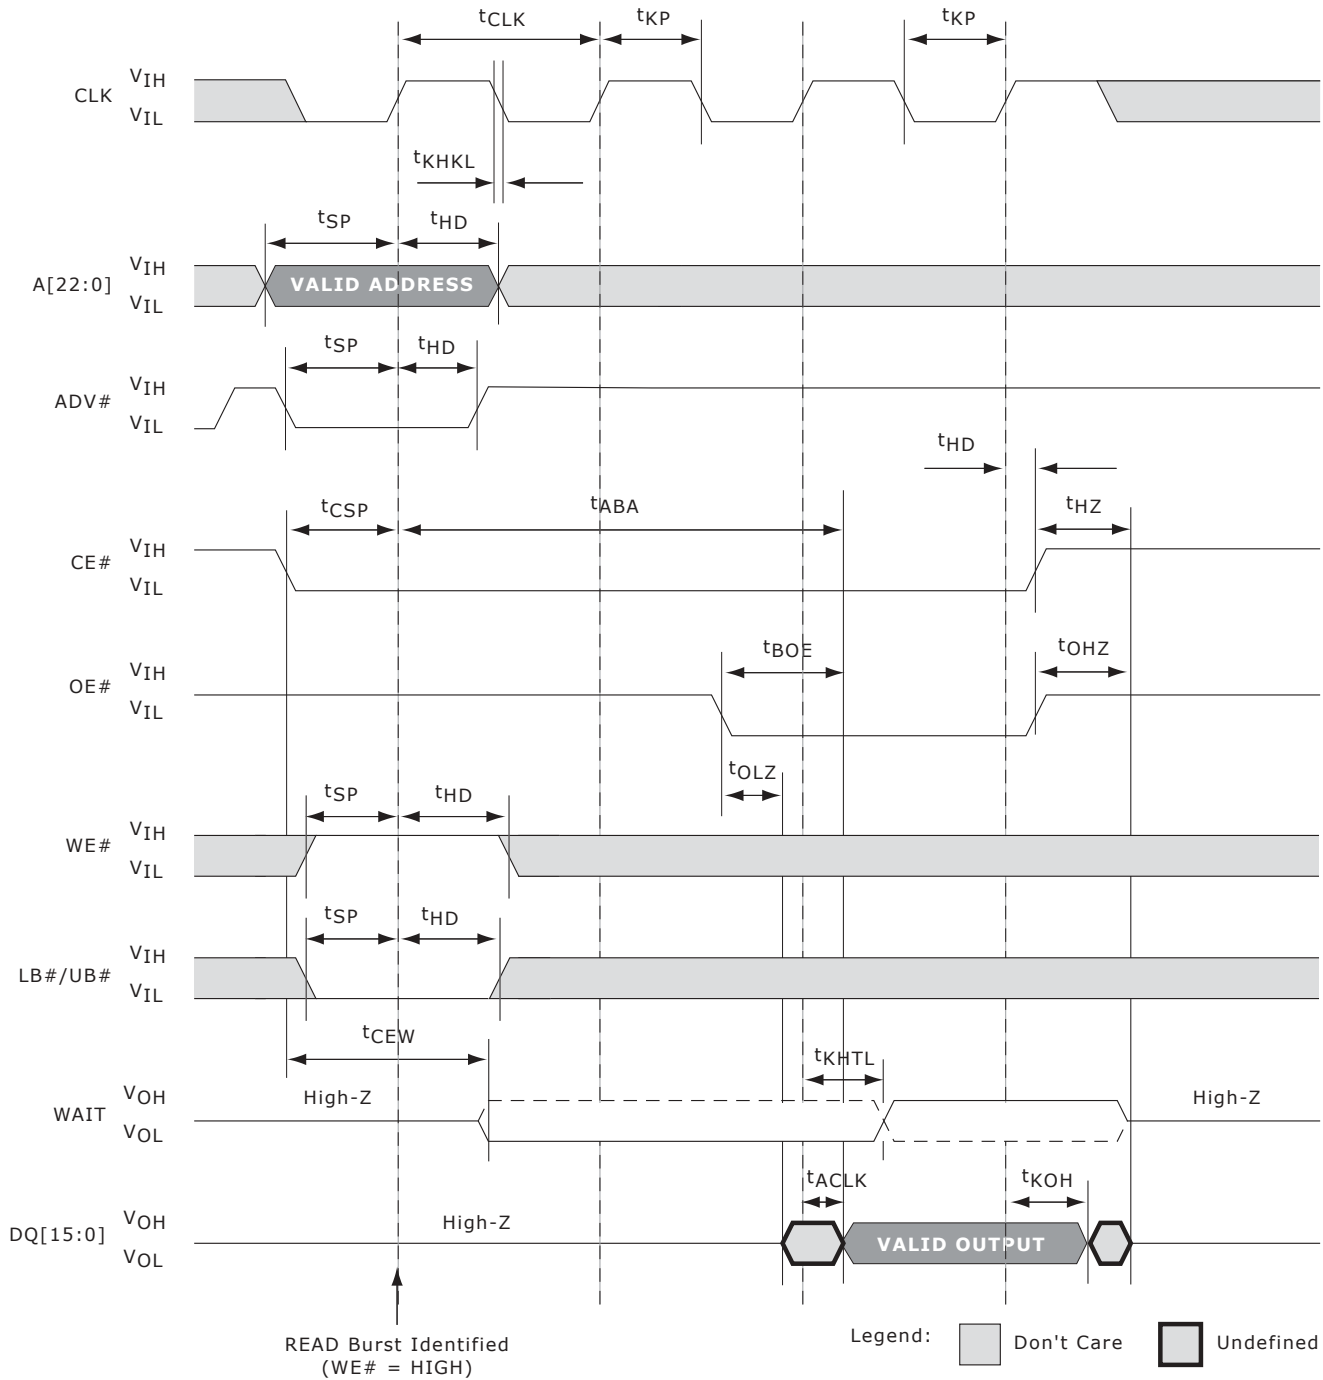 tCLK tKP tKP
CLK VIH
VIL
tKHKL
tSP tHD
A[22:0] VIH
VIL
VALID ADDRESS
tSP tHD
ADV# VIH
VIL
tHD
tCSP tABA tHZ
CE# VIH
VIL
tBOE tOHZ
OE# VIH
VIL
tOLZ
tSP tHD
WE# VIH
VIL
tSP tHD
LB#/UB# VIH
VIL
tCEW
tKHTL
WAIT VOH
VOL
High-Z High-Z
tACLK tKOH
DQ[15:0] VOH
VOL
High-Z
VALID OUTPUT
READ Burst Identified
(WE# = HIGH)
Legend: Don't Care Undefined